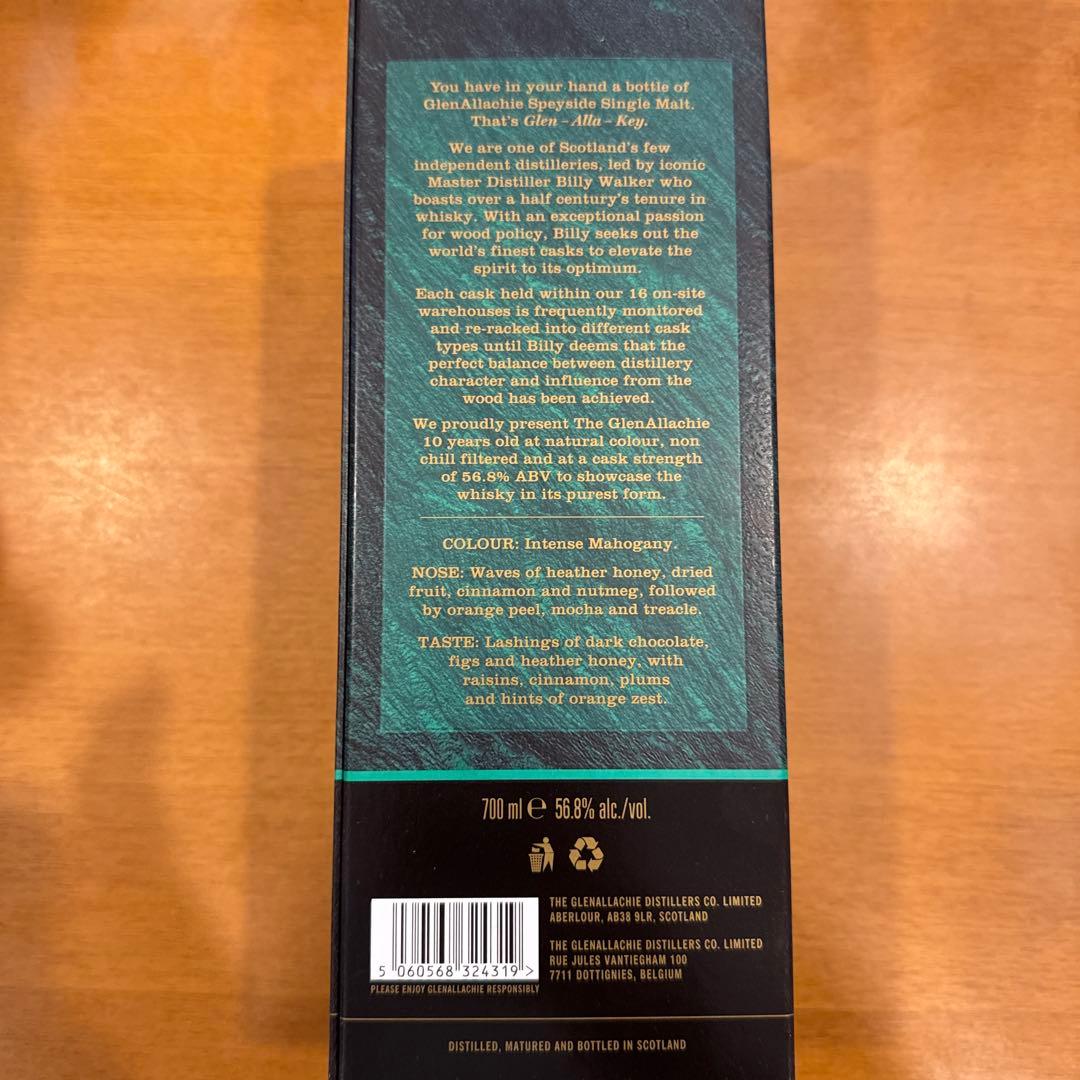 You have in your hand a bottle of
GlenAllachie Speyside Single Malt.
That's Glen – Alla – Key.
We are one of Scotland's few
independent distilleries, led by iconic
Master Distiller Billy Walker who
boasts over a half century's tenure in
whisky. With an exceptional passion
for wood policy, Billy seeks out the
world's finest casks to elevate the
spirit to its optimum.
Each cask held within our 16 on-site
warehouses is frequently monitored
and re-racked into different cask
types until Billy deems that the
perfect balance between distillery
character and influence from the
wood has been achieved.
We proudly present The GlenAllachie
10 years old at natural colour, non
chill filtered and at a cask strength
of 56.8% ABV to showcase the
whisky in its purest form.
COLOUR: Intense Mahogany.
NOSE: Waves of heather honey, dried
fruit, cinnamon and nutmeg, followed
by orange peel, mocha and treacle.
TASTE: Lashings of dark chocolate,
figs and heather honey, with
raisins, cinnamon, plums
and hints of orange zest.
700 ml ℮ 56.8% alc./vol.
THE GLENALLACHIE DISTILLERS CO. LIMITED
ABERLOUR, AB38 9LR, SCOTLAND
THE GLENALLACHIE DISTILLERS CO. LIMITED
RUE JULES VANTIEGHAM 100
7711 DOTTIGNIES, BELGIUM
5 060568 324319 >
PLEASE ENJOY GLENALLACHIE RESPONSIBLY
DISTILLED, MATURED AND BOTTLED IN SCOTLAND